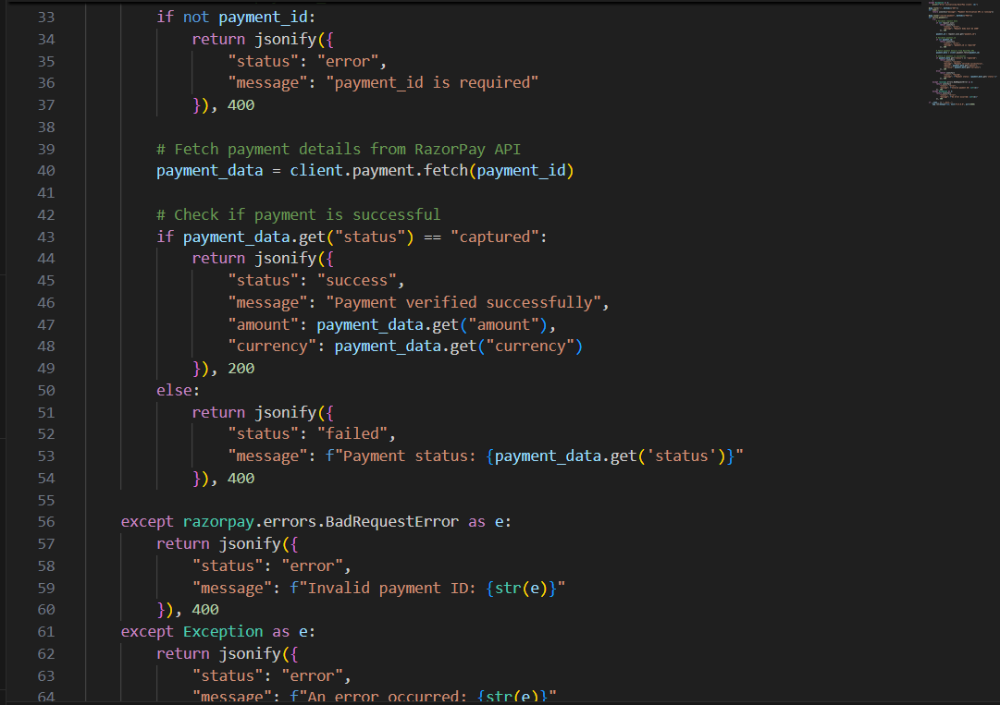 33 if not payment_id:
34 return jsonify({
35 "status": "error",
36 "message": "payment_id is required"
37 }), 400
38
39 # Fetch payment details from RazorPay API
40 payment_data = client.payment.fetch(payment_id)
41
42 # Check if payment is successful
43 if payment_data.get("status") == "captured":
44 return jsonify({
45 "status": "success",
46 "message": "Payment verified successfully",
47 "amount": payment_data.get("amount"),
48 "currency": payment_data.get("currency")
49 }), 200
50 else:
51 return jsonify({
52 "status": "failed",
53 "message": f"Payment status: {payment_data.get('status')}"
54 }), 400
55
56 except razorpay.errors.BadRequestError as e:
57 return jsonify({
58 "status": "error",
59 "message": f"Invalid payment ID: {str(e)}"
60 }), 400
61 except Exception as e:
62 return jsonify({
63 "status": "error",
64 "message": f"An error occurred: {str(e)}"